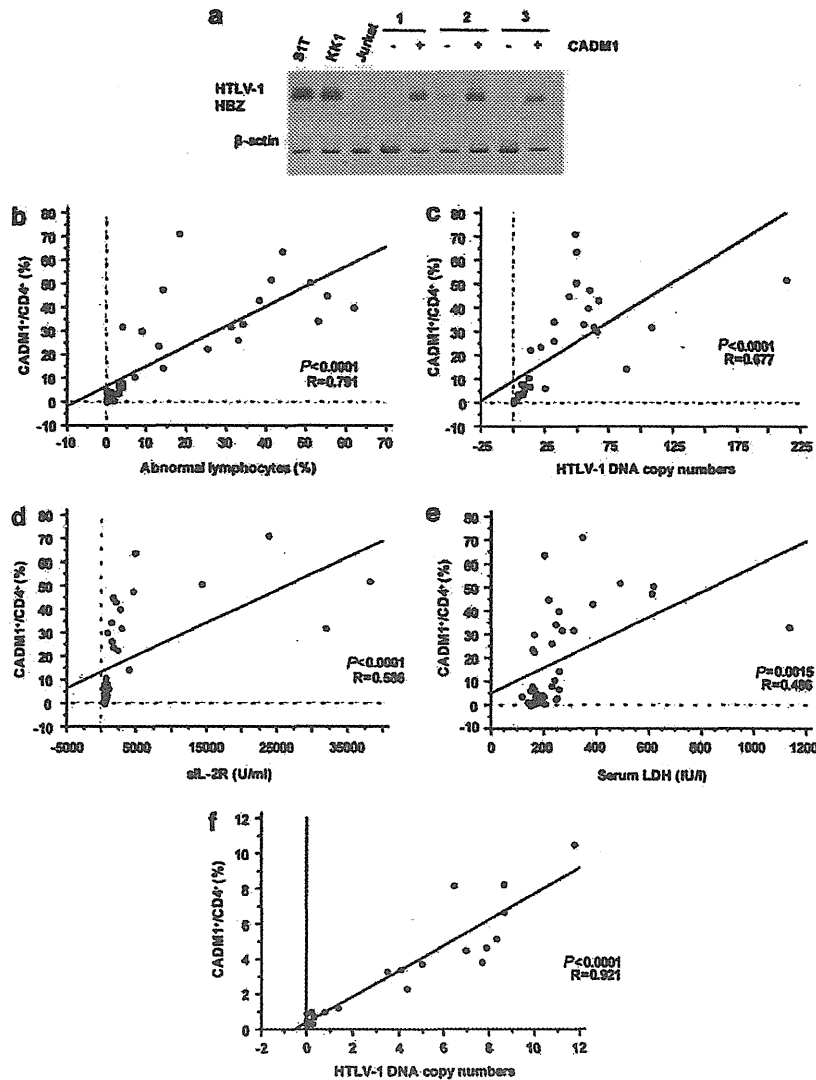 a
S1T KK1 Jurkat
1 2 3
- + - + - + CADM1
HTLV-1
HBZ
β-actin
b
CADM1⁺/CD4⁺ (%)
80
70
60
50
40
30
20
10
0
-10
-10 0 10 20 30 40 50 60 70
Abnormal lymphocytes (%)
P<0.0001
R=0.791
c
CADM1⁺/CD4⁺ (%)
80
70
60
50
40
30
20
10
0
-10
-25 25 75 125 175 225
HTLV-1 DNA copy numbers
P<0.0001
R=0.677
d
CADM1⁺/CD4⁺ (%)
80
70
60
50
40
30
20
10
0
-10
-5000 5000 15000 25000 35000
sIL-2R (U/ml)
P<0.0001
R=0.586
e
CADM1⁺/CD4⁺ (%)
80
70
60
50
40
30
20
10
0
-10
0 200 400 600 800 1000 1200
Serum LDH (IU/l)
P=0.0015
R=0.486
f
CADM1⁺/CD4⁺ (%)
12
10
8
6
4
2
0
-2 0 2 4 6 8 10 12
HTLV-1 DNA copy numbers
P<0.0001
R=0.921